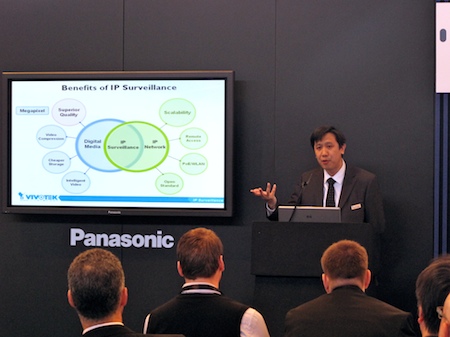 Benefits of IP Surveillance
Megapixel
Superior
Quality
Scalability
Video
Compression
Digital
Media
IP
Surveillance
IP
Network
Remote
Access
Cheaper
Storage
Intelligent
Video
Open
Standard
VIVOTEK
Panasonic
Panasonic